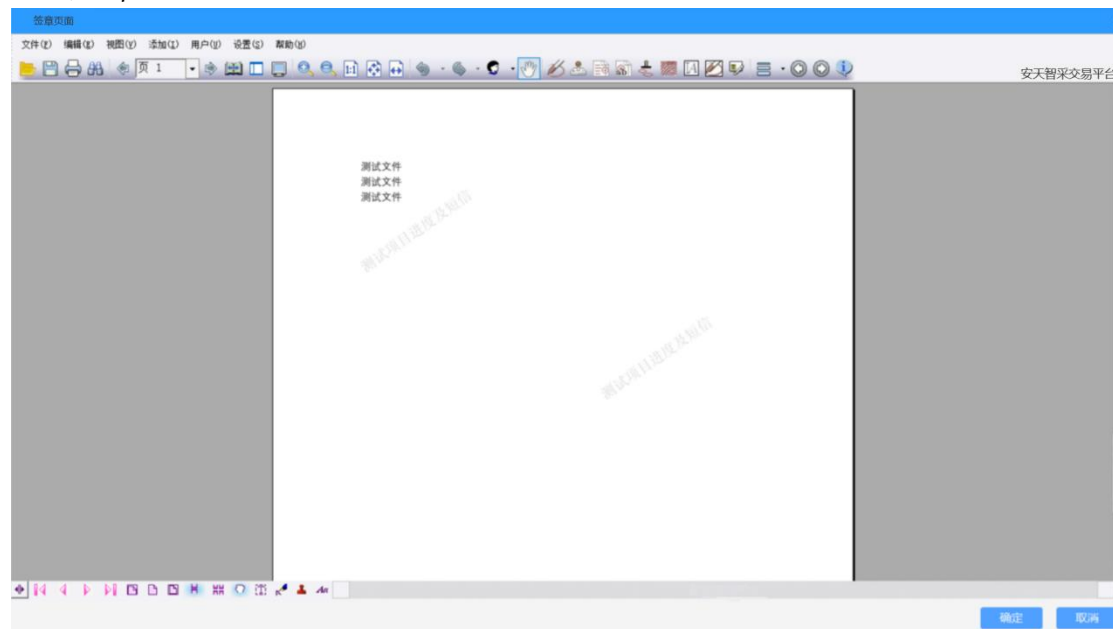 签章页面
文件(F) 编辑(E) 视图(V) 添加(I) 用户(U) 设置(S) 帮助(H)
页 1
1:1
安天智采交易平台
测试文件
测试文件
测试文件
测试项目进度及短信
测试项目进度及短信
确定 取消